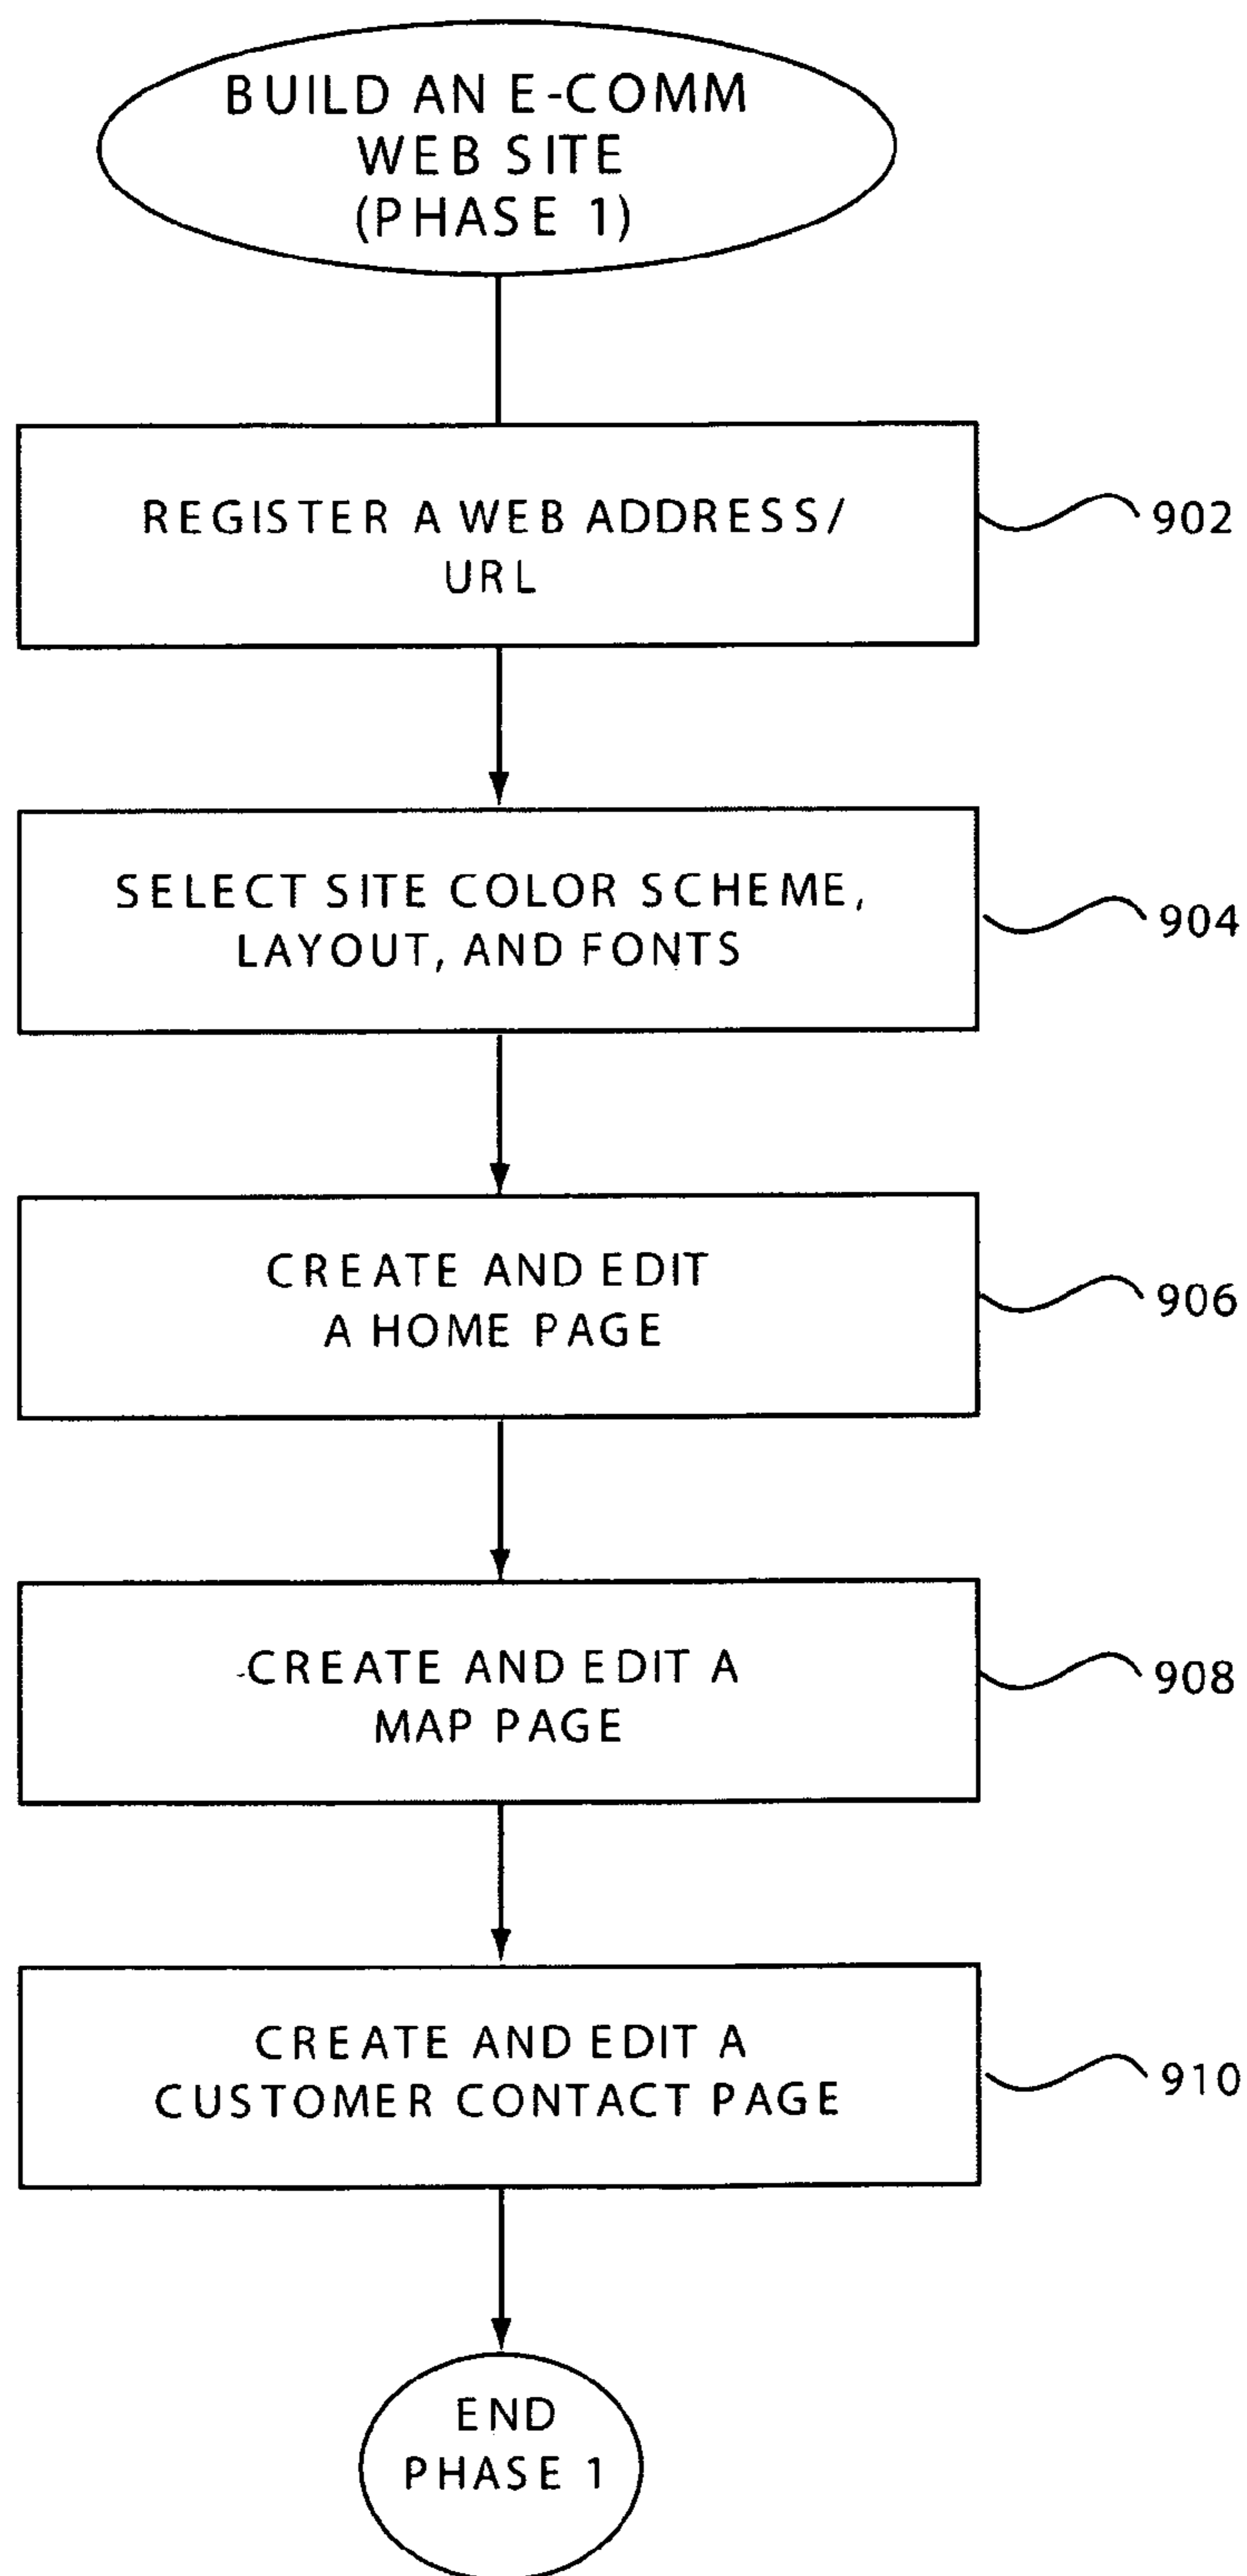 BUILD AN E-COMM
WEB SITE
(PHASE 1)
REGISTER A WEB ADDRESS/
URL
902
SELECT SITE COLOR SCHEME,
LAYOUT, AND FONTS
904
CREATE AND EDIT
A HOME PAGE
906
CREATE AND EDIT A
MAP PAGE
908
CREATE AND EDIT A
CUSTOMER CONTACT PAGE
910
END
PHASE 1